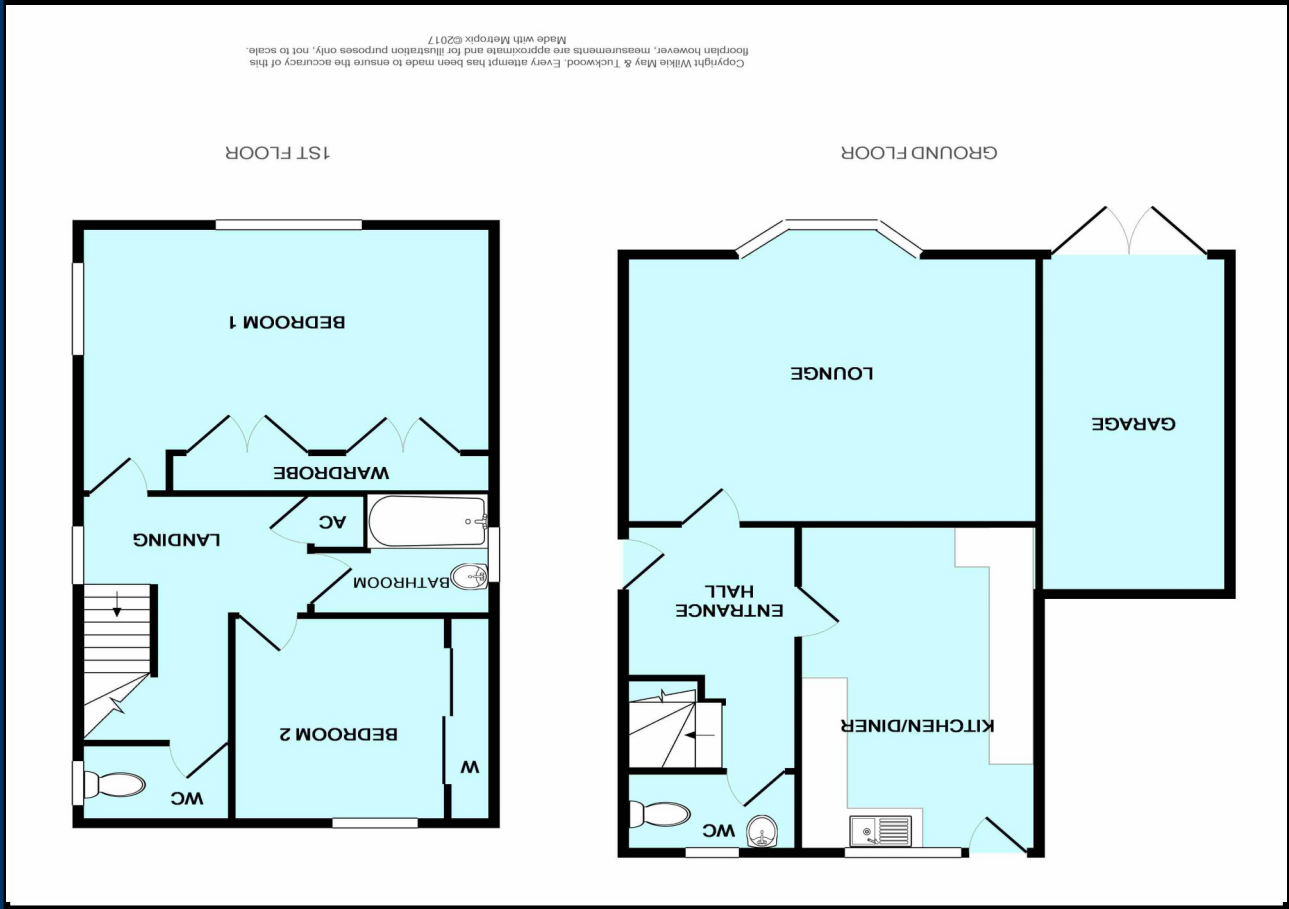 WC
KITCHEN/DINER
ENTRANCE
HALL
GARAGE
LOUNGE
GROUND FLOOR
WC
BEDROOM 2
W
BATHROOM
LANDING
AC
WARDROBE
BEDROOM 1
1ST FLOOR
Copyright Wilkie May & Tuckwood. Every attempt has been made to ensure the accuracy of this
floorplan however, measurements are approximate and for illustration purposes only, not to scale.
Made with Metropix ©2017